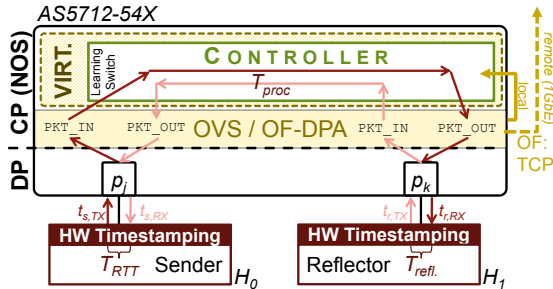 AS5712-54X
CP (NOS)
VIRT.
Learning
Switch
CONTROLLER
T_proc
remote (1GbE)
local
PKT_IN PKT_OUT OVS / OF-DPA PKT_IN PKT_OUT
OF:
TCP
DP
p_j p_k
t_s,TX t_s,RX t_r,TX t_r,RX
HW Timestamping HW Timestamping
T_RTT Sender Reflector T_refl.
H_0 H_1